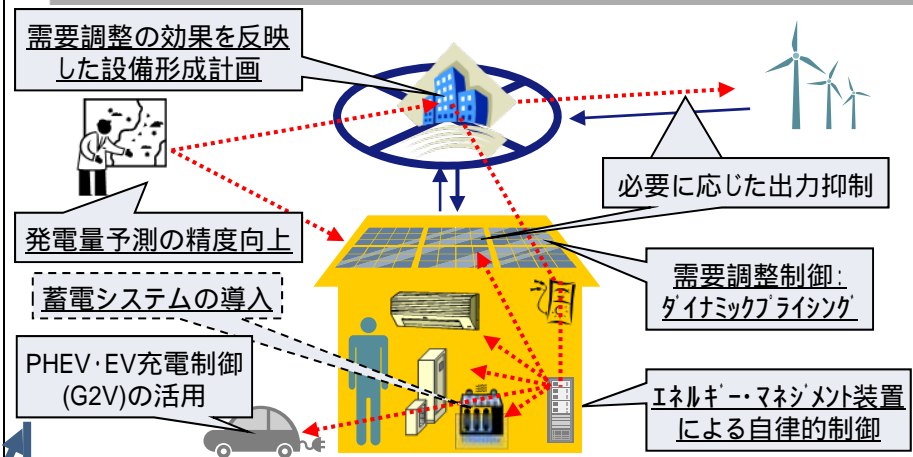 需要調整の効果を反映
した設備形成計画
必要に応じた出力抑制
発電量予測の精度向上
需要調整制御:
ﾀﾞｲﾅﾐｯｸﾌﾟﾗｲｼﾝｸﾞ
蓄電システムの導入
PHEV･EV充電制御
(G2V)の活用
ｴﾈﾙｷﾞｰ･ﾏﾈｼﾞﾒﾝﾄ装置
による自律的制御